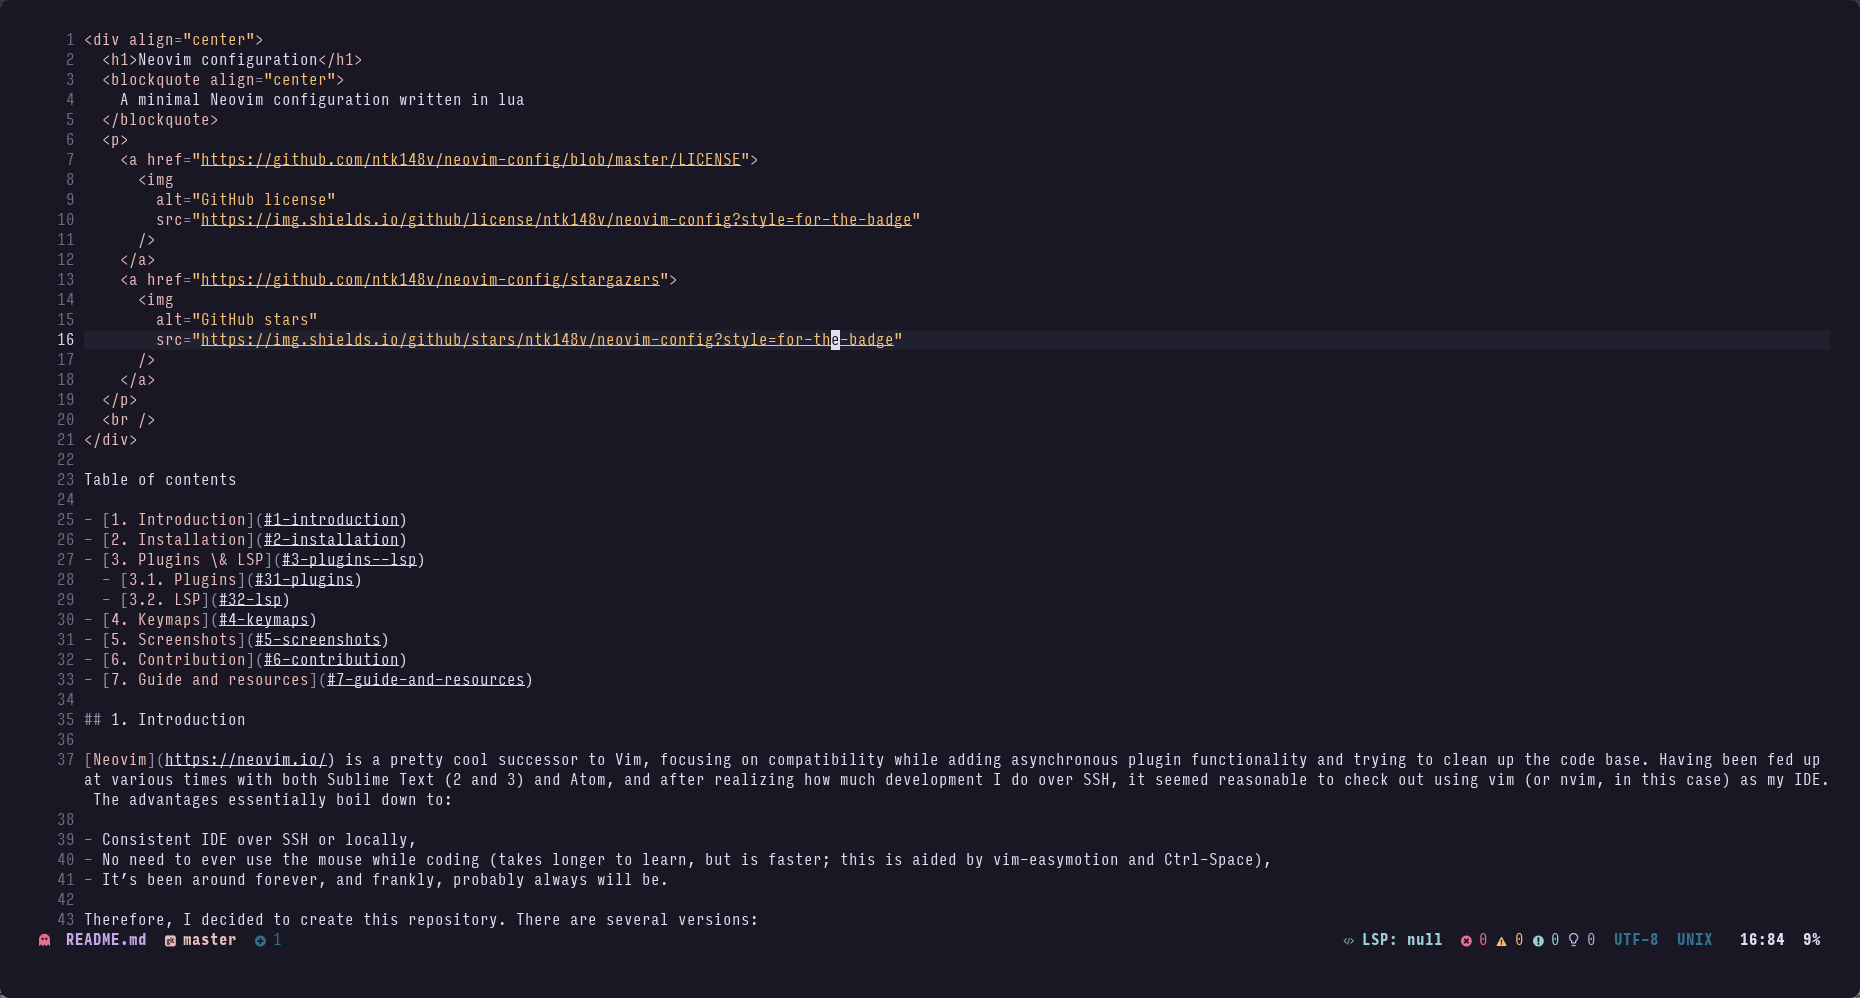 1 <div align="center">
2   <h1>Neovim configuration</h1>
3   <blockquote align="center">
4     A minimal Neovim configuration written in lua
5   </blockquote>
6   <p>
7     <a href="https://github.com/ntk148v/neovim-config/blob/master/LICENSE">
8       <img
9         alt="GitHub license"
10         src="https://img.shields.io/github/license/ntk148v/neovim-config?style=for-the-badge"
11       />
12     </a>
13     <a href="https://github.com/ntk148v/neovim-config/stargazers">
14       <img
15         alt="GitHub stars"
16         src="https://img.shields.io/github/stars/ntk148v/neovim-config?style=for-the-badge"
17       />
18     </a>
19   </p>
20   <br />
21 </div>
22
23 Table of contents
24
25 - [1. Introduction](#1-introduction)
26 - [2. Installation](#2-installation)
27 - [3. Plugins \& LSP](#3-plugins--lsp)
28   - [3.1. Plugins](#31-plugins)
29   - [3.2. LSP](#32-lsp)
30 - [4. Keymaps](#4-keymaps)
31 - [5. Screenshots](#5-screenshots)
32 - [6. Contribution](#6-contribution)
33 - [7. Guide and resources](#7-guide-and-resources)
34
35 ## 1. Introduction
36
37 [Neovim](https://neovim.io/) is a pretty cool successor to Vim, focusing on compatibility while adding asynchronous plugin functionality and trying to clean up the code base. Having been fed up
at various times with both Sublime Text (2 and 3) and Atom, and after realizing how much development I do over SSH, it seemed reasonable to check out using vim (or nvim, in this case) as my IDE.
The advantages essentially boil down to:
38
39 - Consistent IDE over SSH or locally,
40 - No need to ever use the mouse while coding (takes longer to learn, but is faster; this is aided by vim-easymotion and Ctrl-Space),
41 - It’s been around forever, and frankly, probably always will be.
42
43 Therefore, I decided to create this repository. There are several versions:
README.md git master 1 LSP: null 0 0 0 0 UTF-8 UNIX 16:84 9%